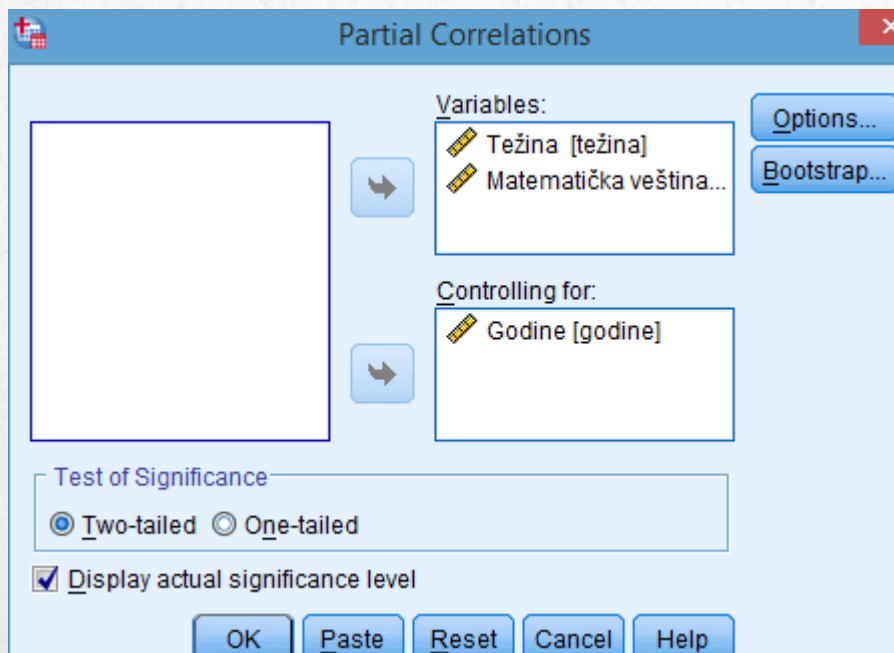 Partial Correlations
Variables:
Težina [težina]
Matematička veština...
Options...
Bootstrap...
Controlling for:
Godine [godine]
Test of Significance
Two-tailed One-tailed
Display actual significance level
OK Paste Reset Cancel Help